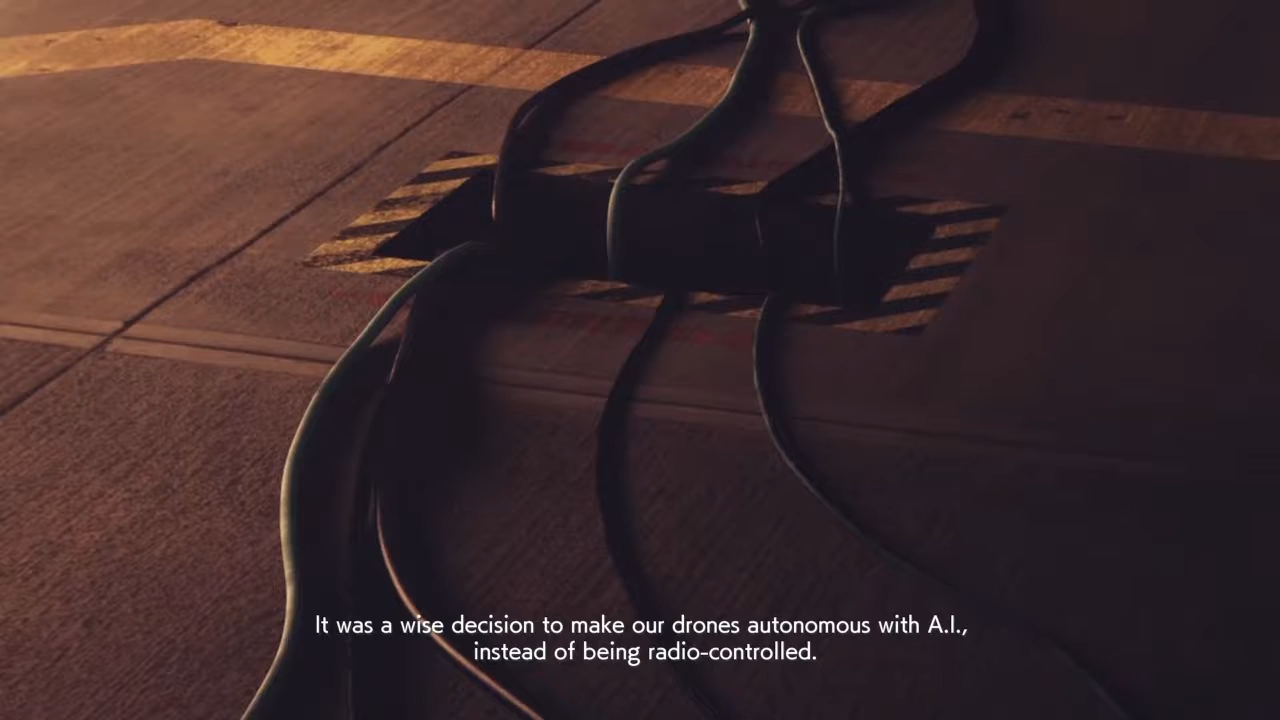 It was a wise decision to make our drones autonomous with A.I.,
instead of being radio-controlled.